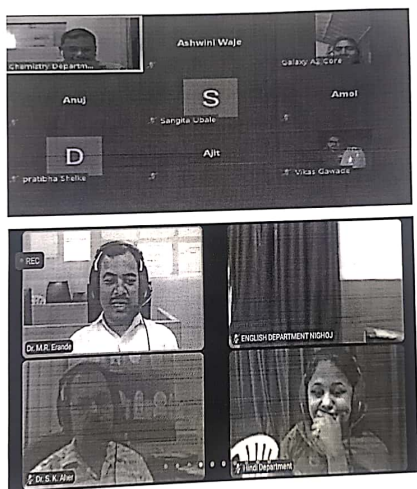 Chemistry Departm...
Ashwini Waje
Galaxy A2 Core
Anuj
S
Sangita Ubale
Amol
D
pratibha Shelke
Ajit
Vikas Gawade
REC
Dr. M.R. Erande
ENGLISH DEPARTMENT NIGHOJ
Dr. S. K. Aher
Hindi Department